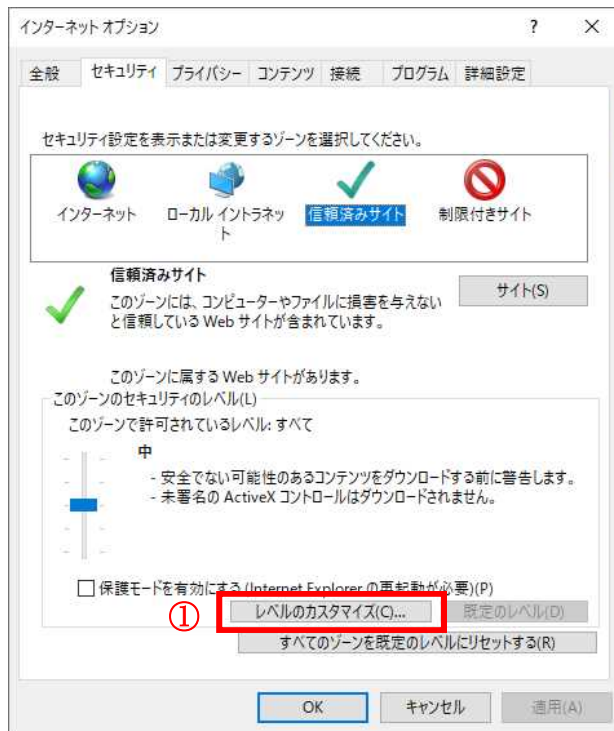 インターネット オプション ? ×
全般 セキュリティ プライバシー コンテンツ 接続 プログラム 詳細設定
セキュリティ設定を表示または変更するゾーンを選択してください。
インターネット ローカル イントラネッ 信頼済みサイト 制限付きサイト
ト
信頼済みサイト
サイト(S)
このゾーンには、コンピューターやファイルに損害を与えない
と信頼している Web サイトが含まれています。
このゾーンに属する Web サイトがあります。
このゾーンのセキュリティのレベル(L)
このゾーンで許可されているレベル: すべて
中
- 安全でない可能性のあるコンテンツをダウンロードする前に警告します。
- 未署名の ActiveX コントロールはダウンロードされません。
保護モードを有効にする (Internet Explorer の再起動が必要)(P)
① レベルのカスタマイズ(C)... 既定のレベル(D)
すべてのゾーンを既定のレベルにリセットする(R)
OK キャンセル 適用(A)